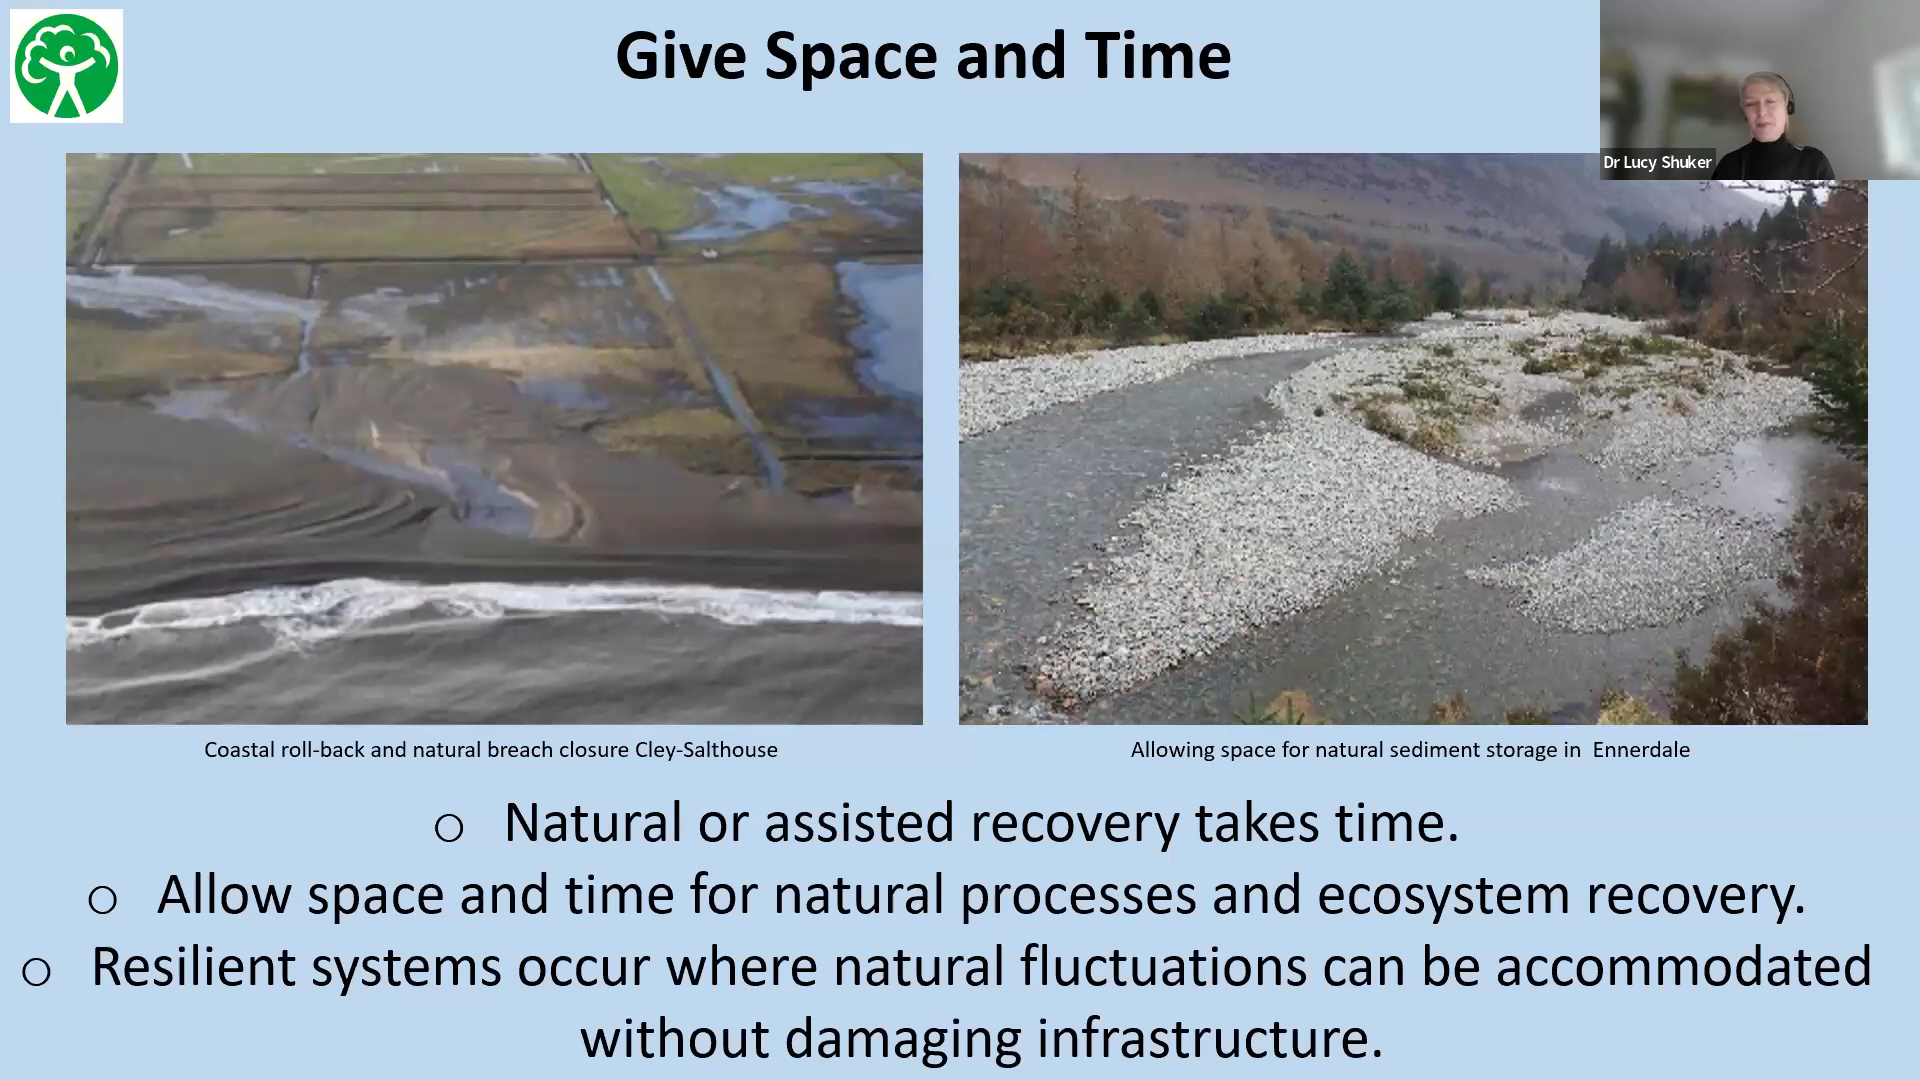 Give Space and Time
Dr Lucy Shuker
Coastal roll-back and natural breach closure Cley-Salthouse
Allowing space for natural sediment storage in  Ennerdale
o Natural or assisted recovery takes time.
o Allow space and time for natural processes and ecosystem recovery.
o Resilient systems occur where natural fluctuations can be accommodated
without damaging infrastructure.